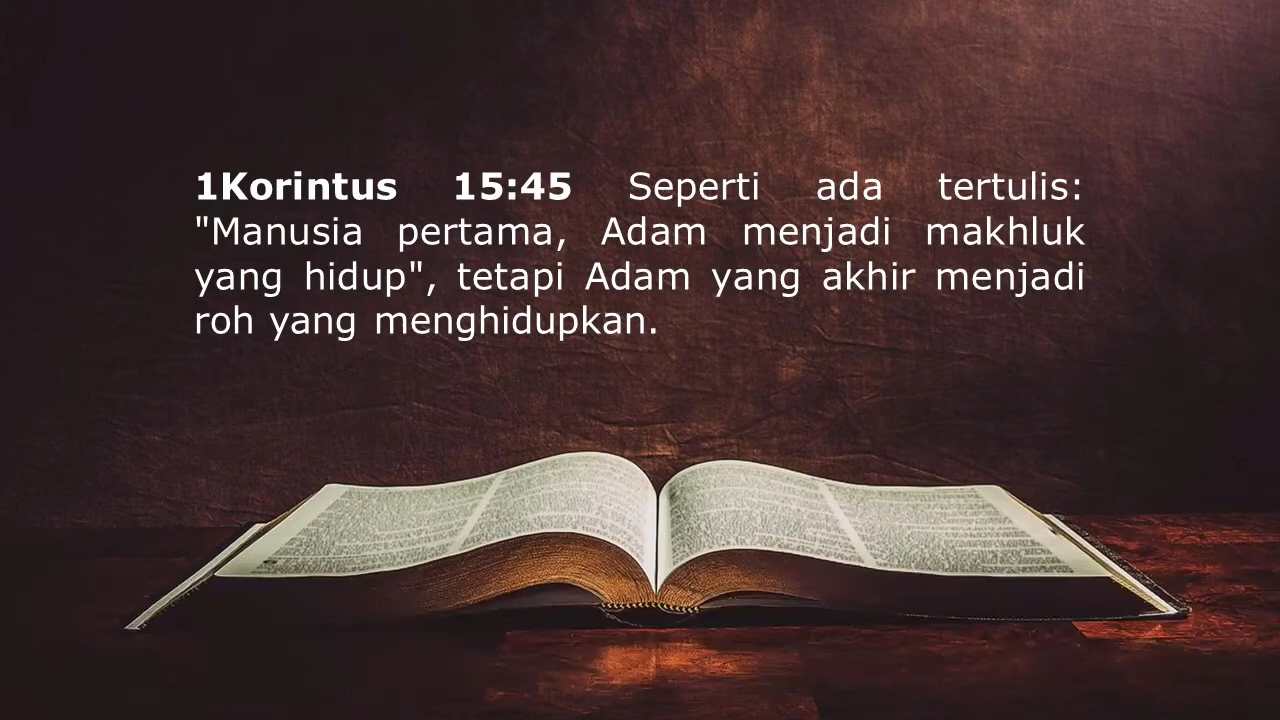 1Korintus 15:45 Seperti ada tertulis:
"Manusia pertama, Adam menjadi makhluk
yang hidup", tetapi Adam yang akhir menjadi
roh yang menghidupkan.